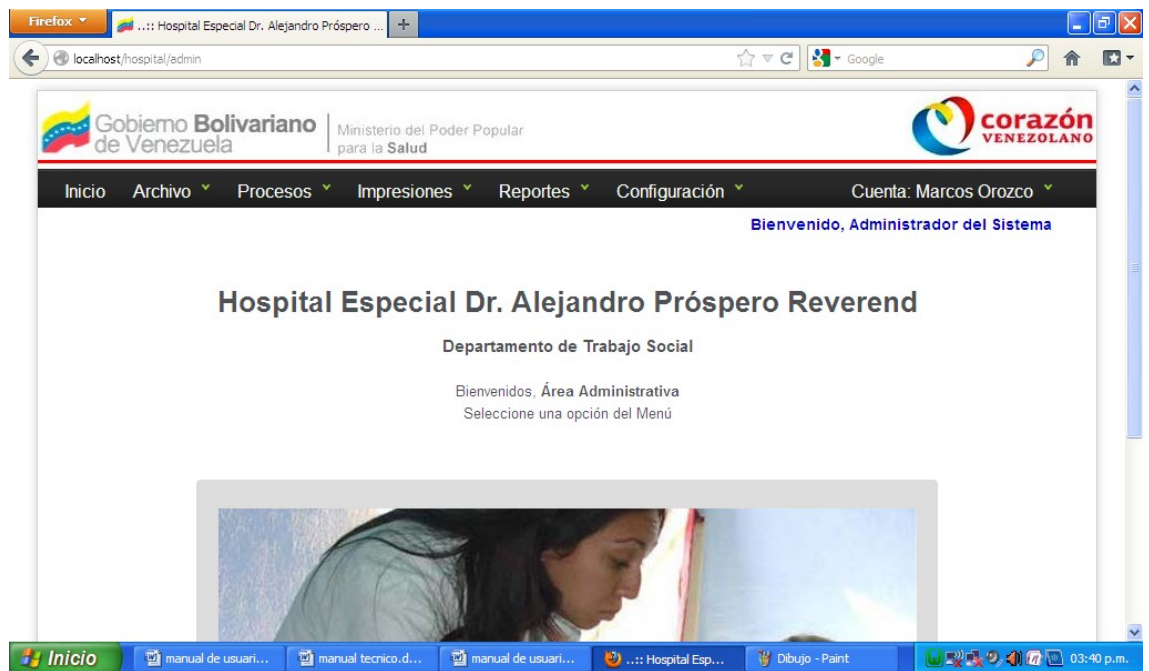 Firefox
..:: Hospital Especial Dr. Alejandro Próspero ...
localhost/hospital/admin
Google
Gobierno Bolivariano
de Venezuela
Ministerio del Poder Popular
para la Salud
corazón
VENEZOLANO
Inicio Archivo Procesos Impresiones Reportes Configuración Cuenta: Marcos Orozco
Bienvenido, Administrador del Sistema
Hospital Especial Dr. Alejandro Próspero Reverend
Departamento de Trabajo Social
Bienvenidos, Área Administrativa
Seleccione una opción del Menú
Inicio manual de usuari... manual tecnico.d... manual de usuari... ..:: Hospital Esp... Dibujo - Paint 03:40 p.m.